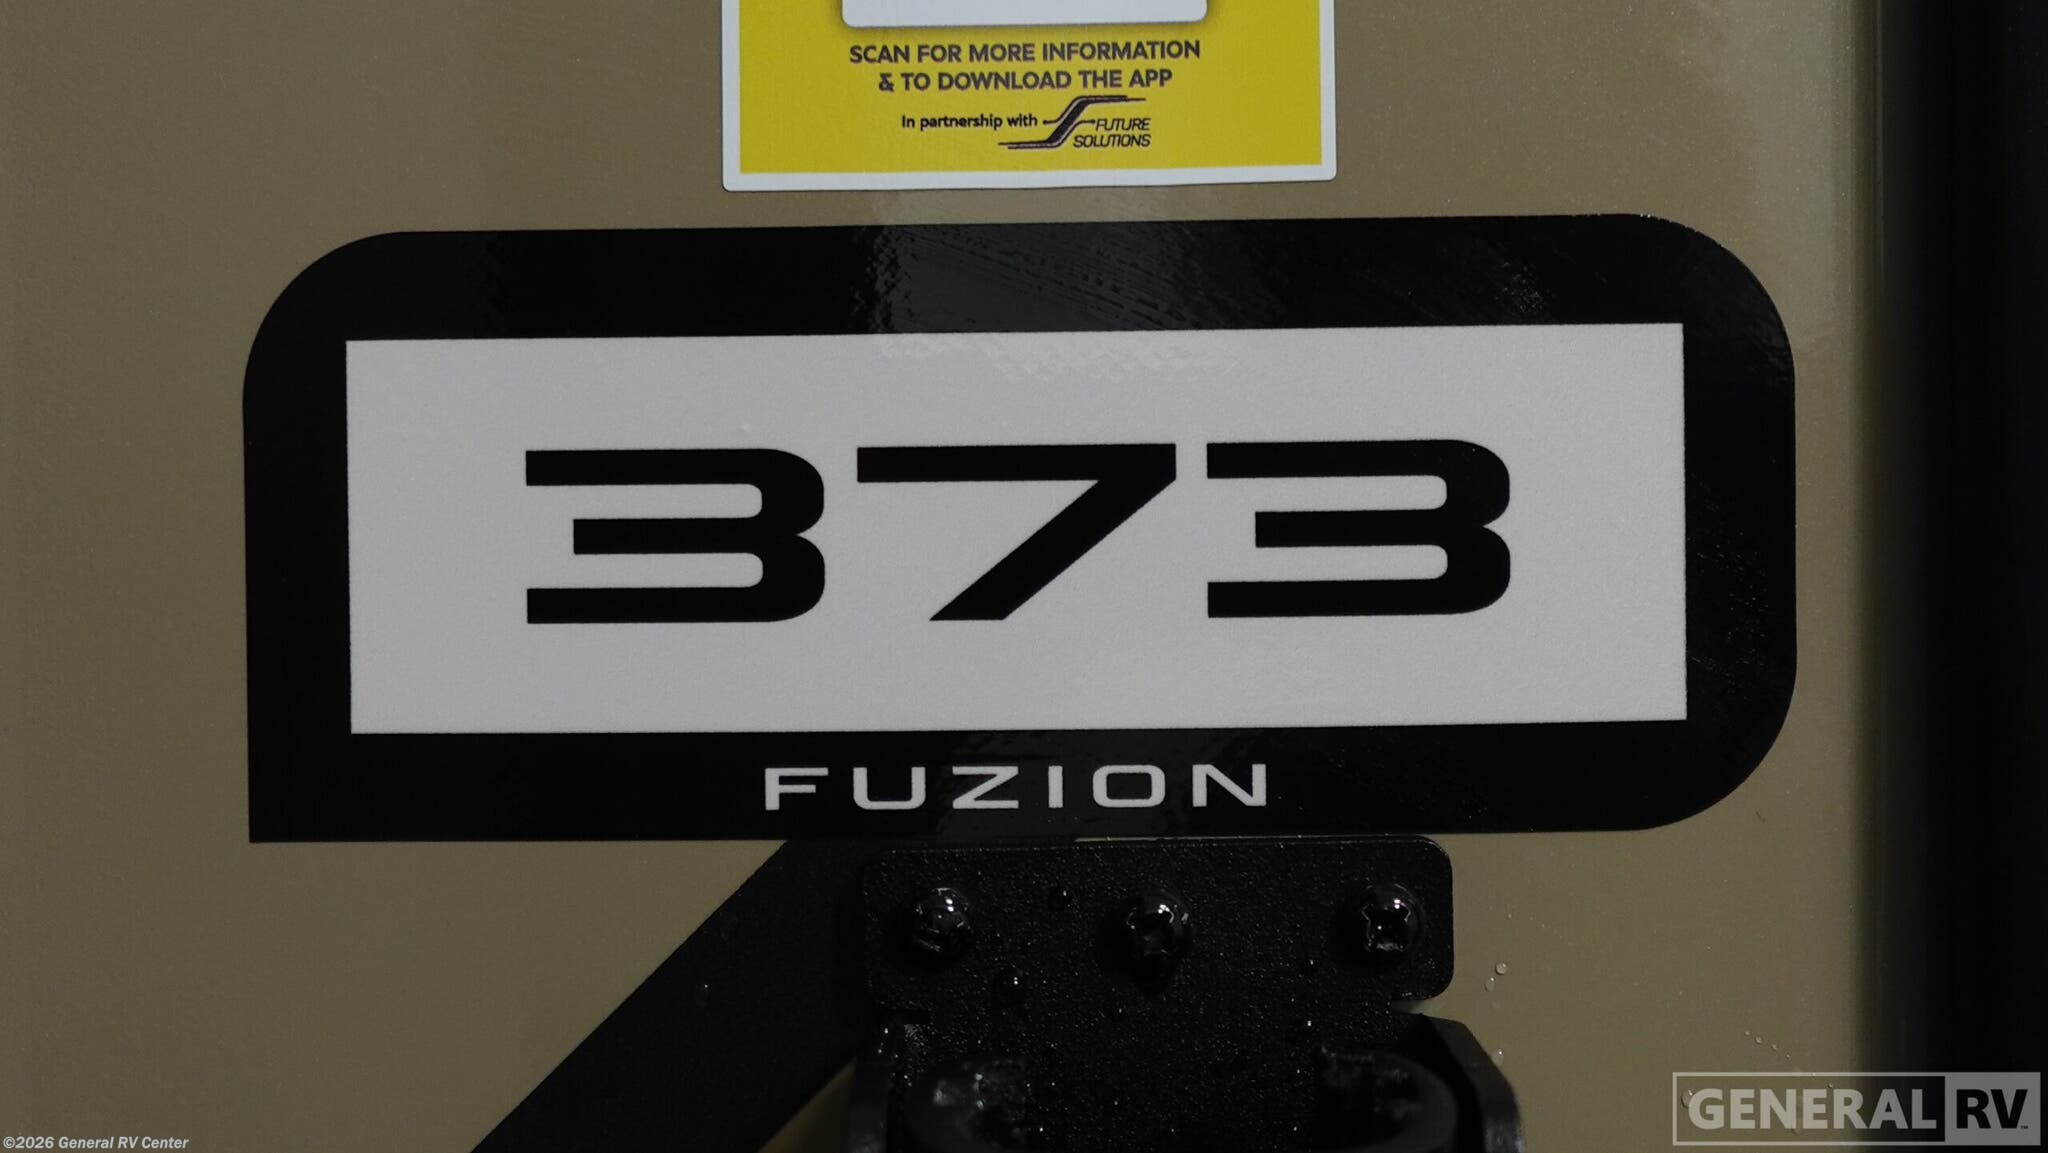 SCAN FOR MORE INFORMATION
& TO DOWNLOAD THE APP
In partnership with FUTURE
SOLUTIONS
373
FUZION
GENERAL RV™
©2026 General RV Center